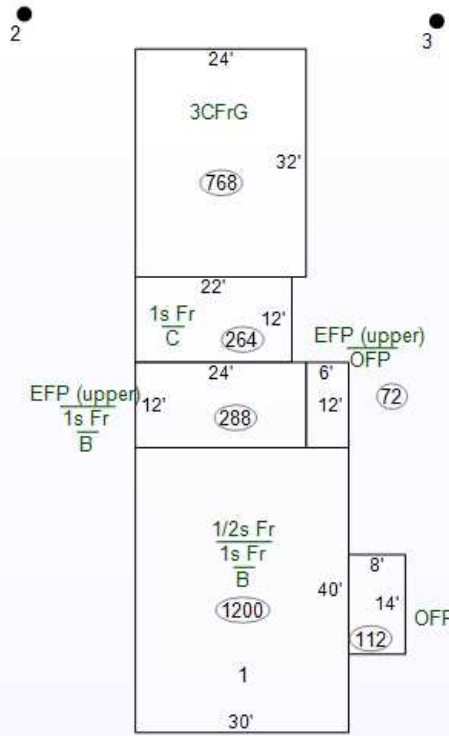 2
3
24'
3CFrG
32'
768
22'
1s Fr
C
12'
264
EFP (upper)
OFP
24'
6'
EFP (upper)
1s Fr
B
12'
288
12'
72
1/2s Fr
1s Fr
B
40'
1200
8'
14'
OFP
112
1
30'